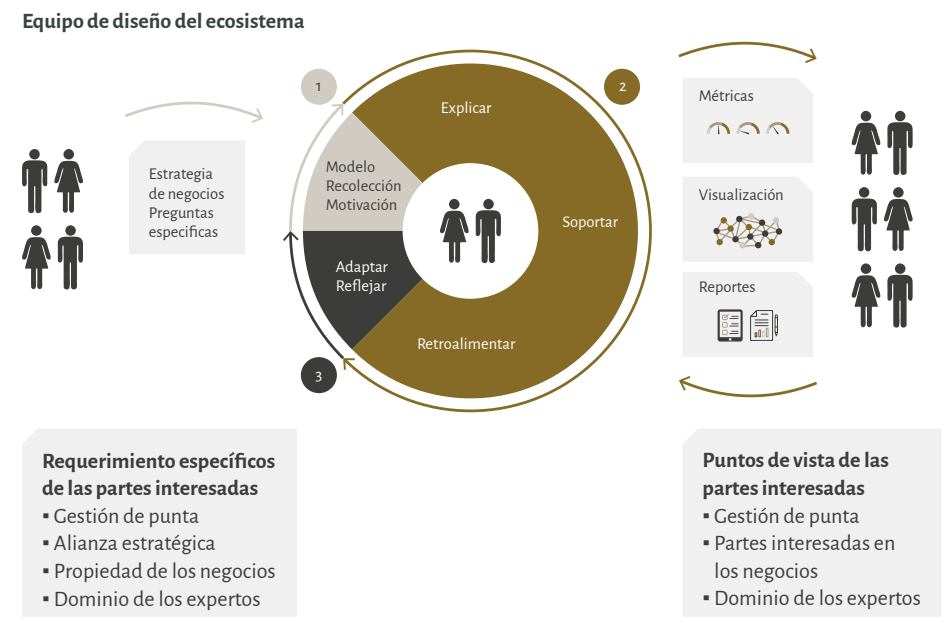 Equipo de diseño del ecosistema
1
2
Explicar
Métricas
Estrategia
de negocios
Preguntas
especificas
Modelo
Recolección
Motivación
Soportar
Visualización
Adaptar
Reflejar
Reportes
Retroalimentar
3
Requerimiento específicos
de las partes interesadas
▪ Gestión de punta
▪ Alianza estratégica
▪ Propiedad de los negocios
▪ Dominio de los expertos
Puntos de vista de las
partes interesadas
▪ Gestión de punta
▪ Partes interesadas en
los negocios
▪ Dominio de los expertos